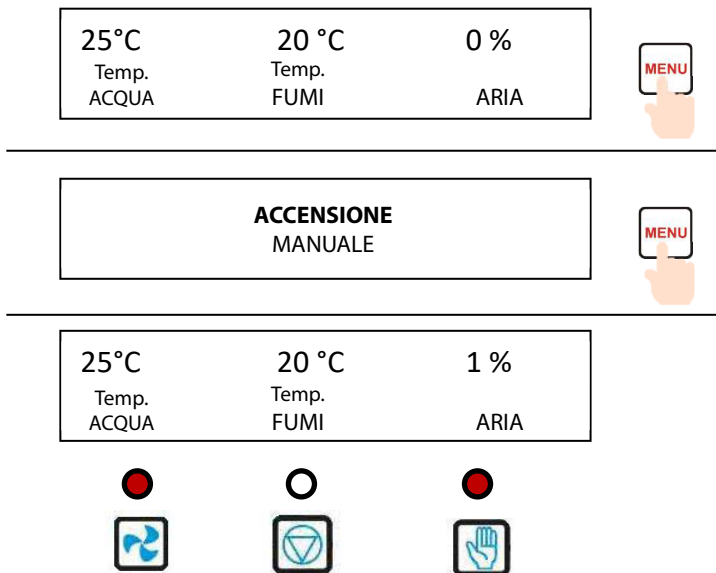 25°C 20 °C 0 %
Temp. Temp.
ACQUA FUMI ARIA
MENU
ACCENSIONE
MANUALE
MENU
25°C 20 °C 1 %
Temp. Temp.
ACQUA FUMI ARIA